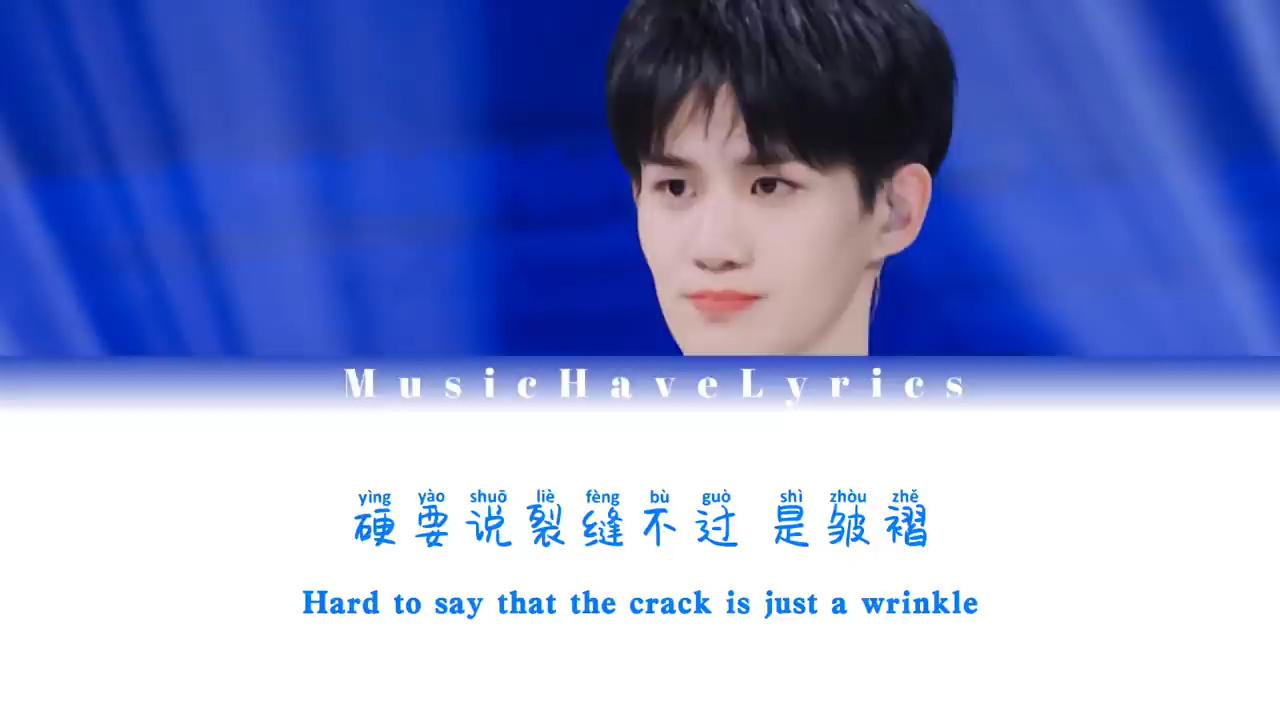 MusicHaveLyrics
yìng yào shuō liè fèng bù guò shì zhòu zhě
硬要说裂缝不过 是皱褶
Hard to say that the crack is just a wrinkle